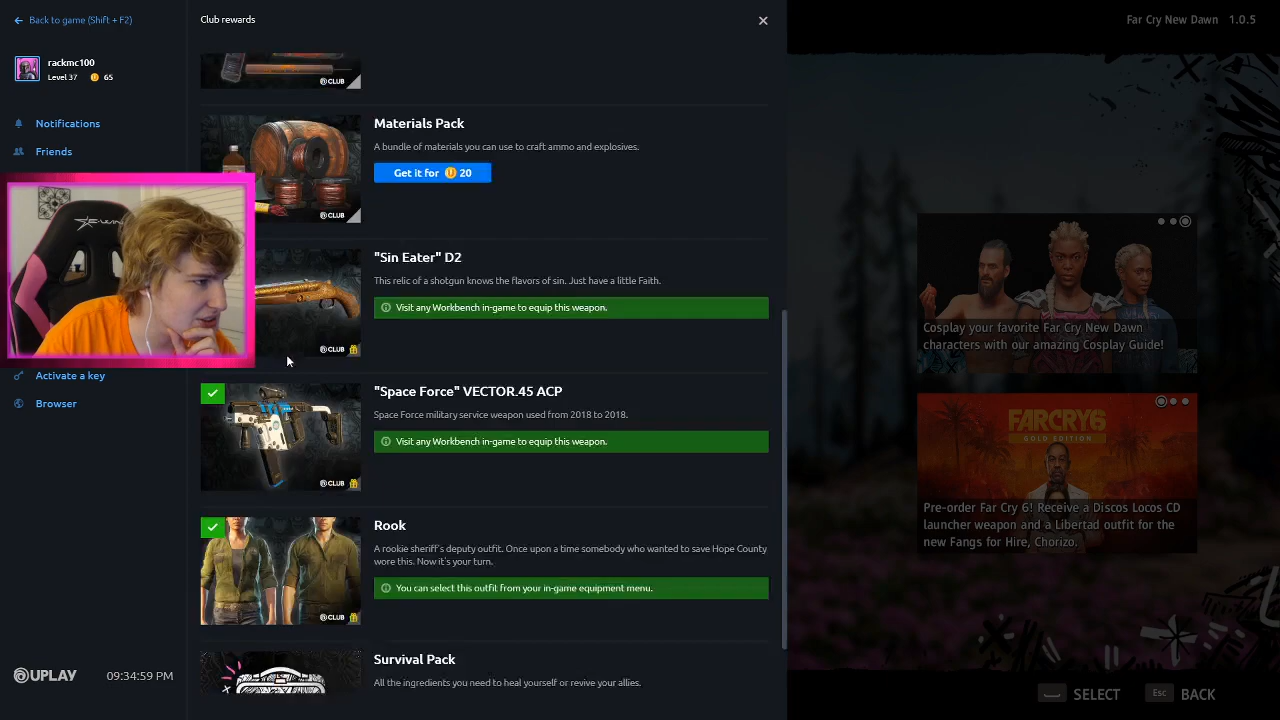 Back to game (Shift + F2)
Club rewards
Far Cry New Dawn 1.0.5
rackmc100
Level 37 65
Notifications
Friends
Activate a key
Browser
CLUB
Materials Pack
A bundle of materials you can use to craft ammo and explosives.
Get it for 20
CLUB
"Sin Eater" D2
This relic of a shotgun knows the flavors of sin. Just have a little Faith.
Visit any Workbench in-game to equip this weapon.
CLUB
"Space Force" VECTOR.45 ACP
Space Force military service weapon used from 2018 to 2018.
Visit any Workbench in-game to equip this weapon.
CLUB
Rook
A rookie sheriff's deputy outfit. Once upon a time somebody who wanted to save Hope County
wore this. Now it's your turn.
You can select this outfit from your in-game equipment menu.
CLUB
Survival Pack
All the ingredients you need to heal yourself or revive your allies.
Cosplay your favorite Far Cry New Dawn
characters with our amazing Cosplay Guide!
FARCRY6
GOLD EDITION
Pre-order Far Cry 6! Receive a Discos Locos CD
launcher weapon and a Libertad outfit for the
new Fangs for Hire, Chorizo.
UPLAY
09:34:59 PM
SELECT
Esc BACK